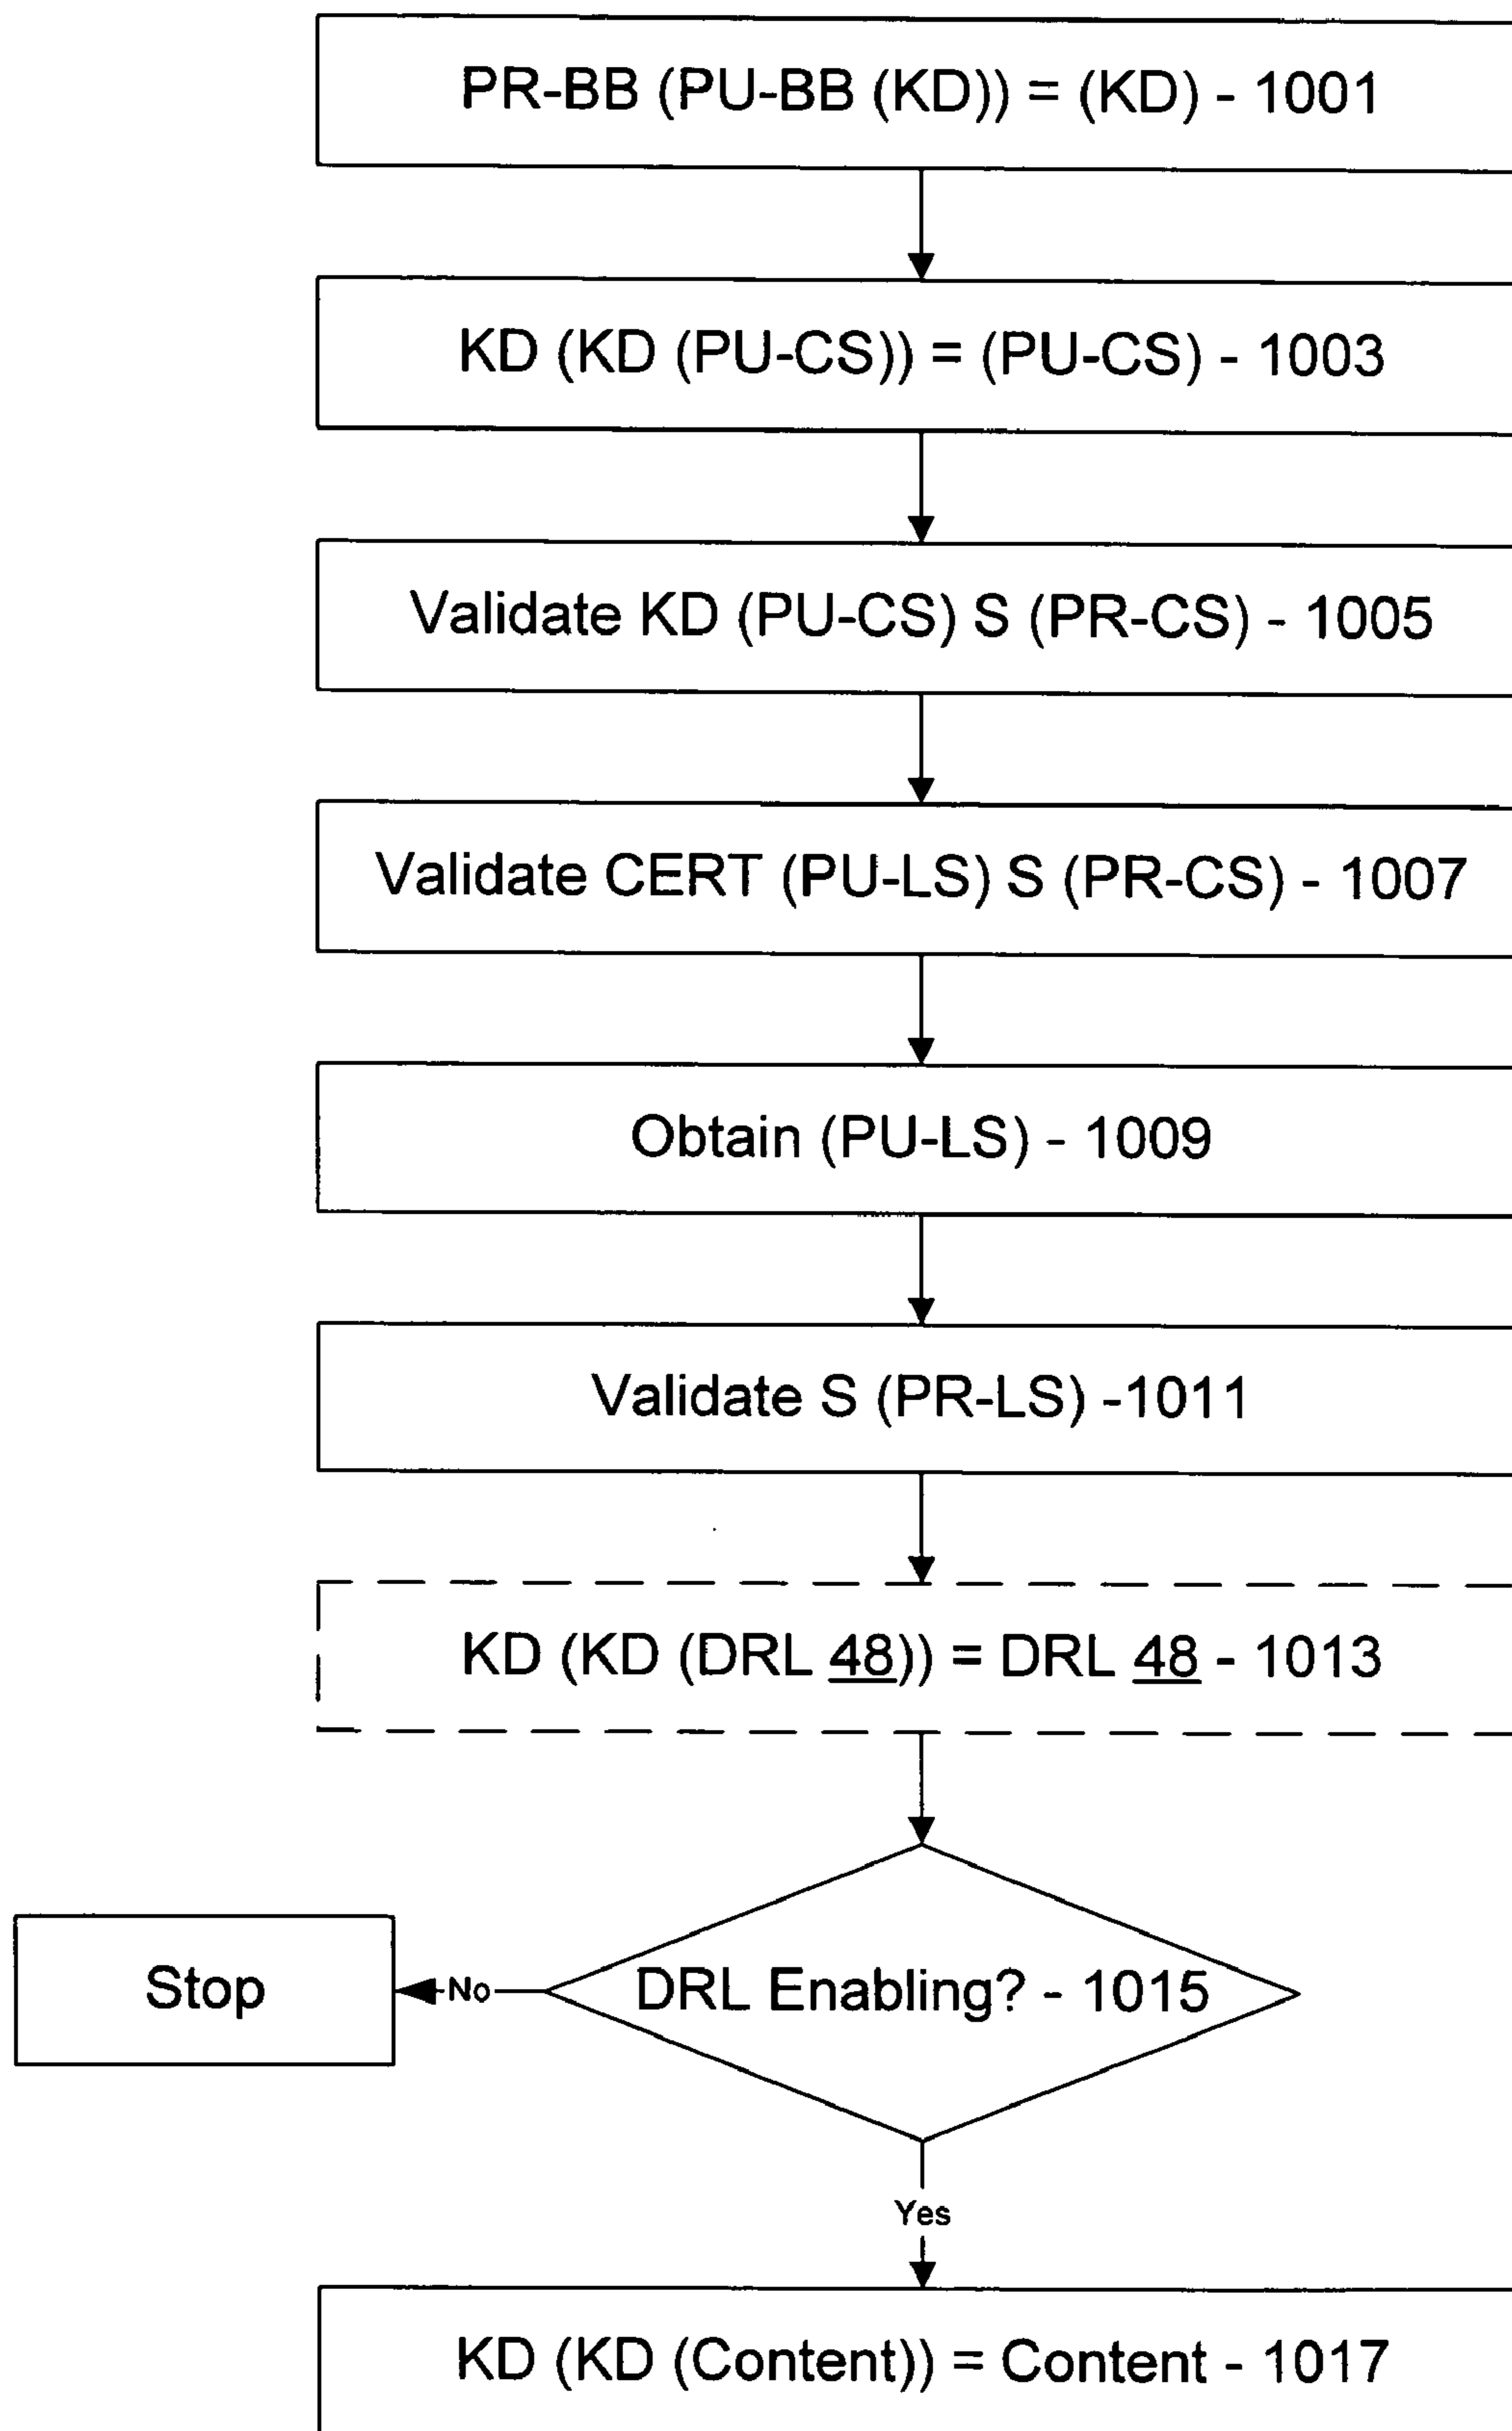 PR-BB (PU-BB (KD)) = (KD) - 1001
KD (KD (PU-CS)) = (PU-CS) - 1003
Validate KD (PU-CS) S (PR-CS) - 1005
Validate CERT (PU-LS) S (PR-CS) - 1007
Obtain (PU-LS) - 1009
Validate S (PR-LS) -1011
KD (KD (DRL 48)) = DRL 48 - 1013
DRL Enabling? - 1015
No
Stop
Yes
KD (KD (Content)) = Content - 1017